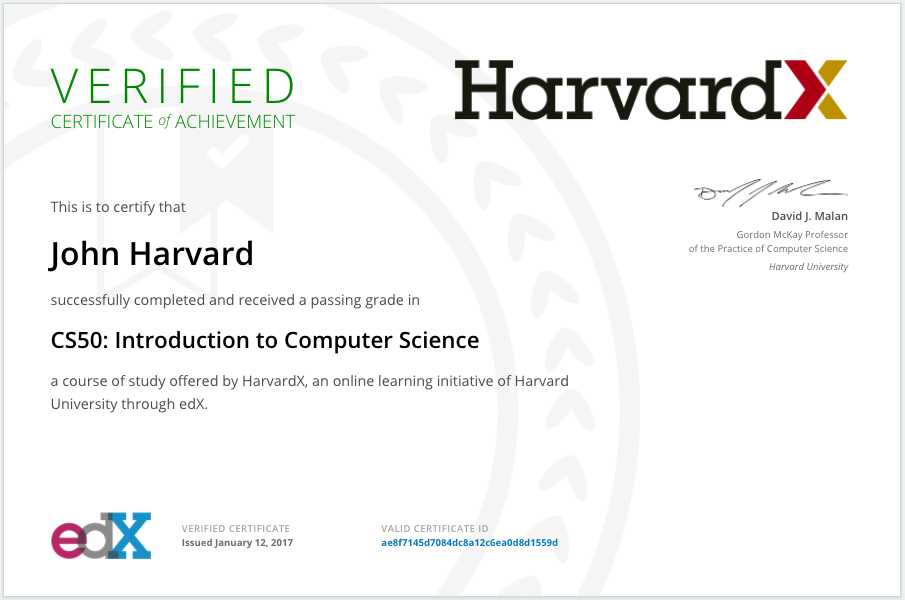 VERIFIED
CERTIFICATE of ACHIEVEMENT
HarvardX
This is to certify that
John Harvard
successfully completed and received a passing grade in
CS50: Introduction to Computer Science
a course of study offered by HarvardX, an online learning initiative of Harvard
University through edX.
David J. Malan
Gordon McKay Professor
of the Practice of Computer Science
Harvard University
edX
VERIFIED CERTIFICATE
Issued January 12, 2017
VALID CERTIFICATE ID
ae8f7145d7084dc8a12c6ea0d8d1559d